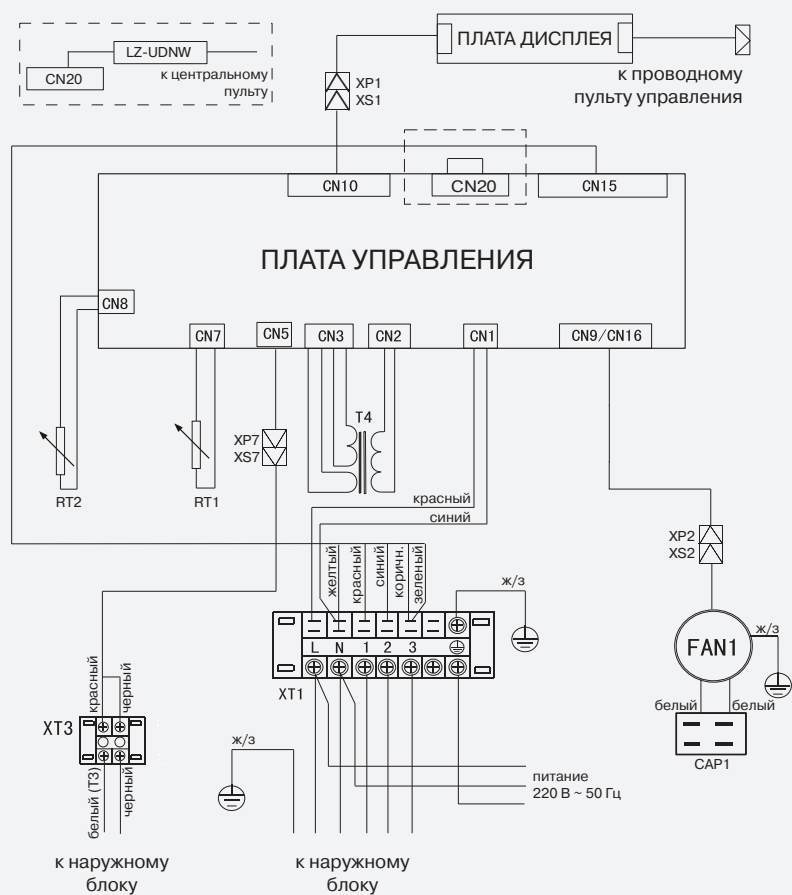 LZ-UDNW
CN20
к центральному
пульту
ПЛАТА ДИСПЛЕЯ
к проводному
пульту управления
XP1
XS1
CN10
CN20
CN15
ПЛАТА УПРАВЛЕНИЯ
CN8
CN7
CN5
CN3
CN2
CN1
CN9/CN16
T4
XP7
XS7
RT2
RT1
красный
синий
желтый
красный
синий
коричн.
зеленый
ж/з
XP2
XS2
FAN1
ж/з
белый
белый
CAP1
L N 1 2 3
XT1
красный
черный
XT3
белый (T3)
черный
ж/з
питание
220 В ~ 50 Гц
к наружному
блоку
к наружному
блоку